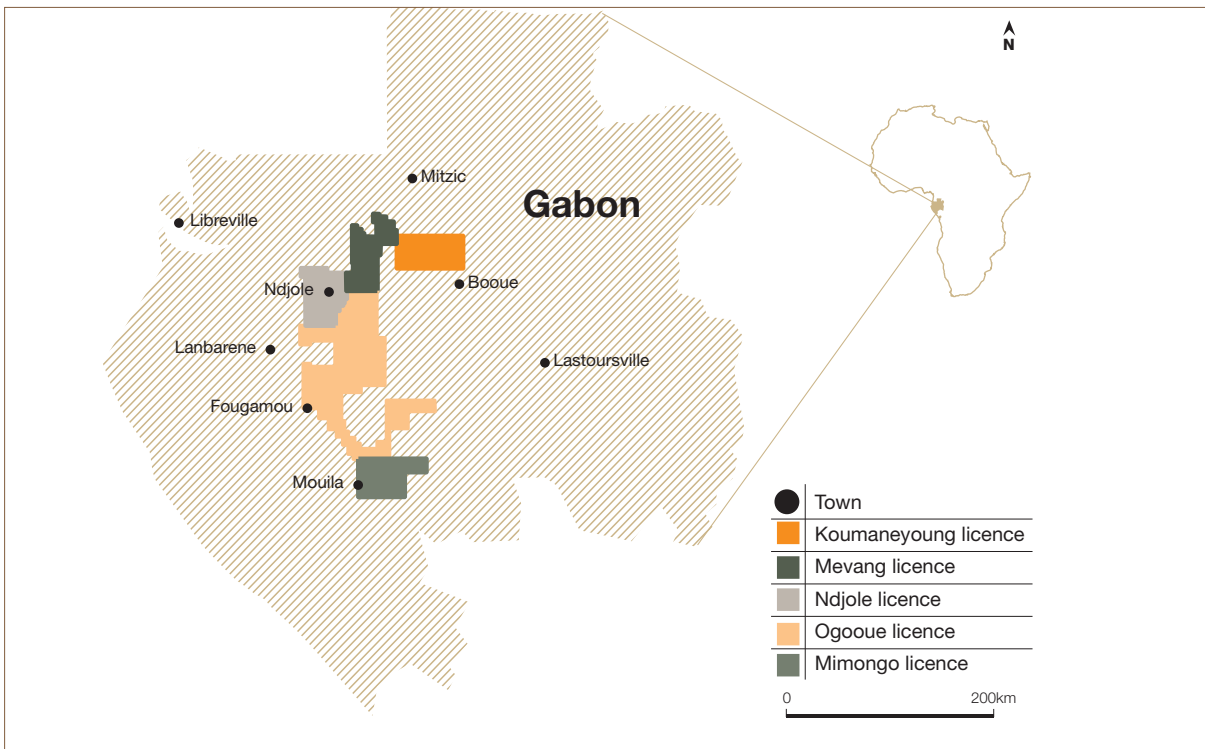 N
Mitzic
Gabon
Libreville
Ndjole
Booue
Lanbarene
Lastoursville
Fougamou
Mouila
Town
Koumaneyoung licence
Mevang licence
Ndjole licence
Ogooue licence
Mimongo licence
0 200km